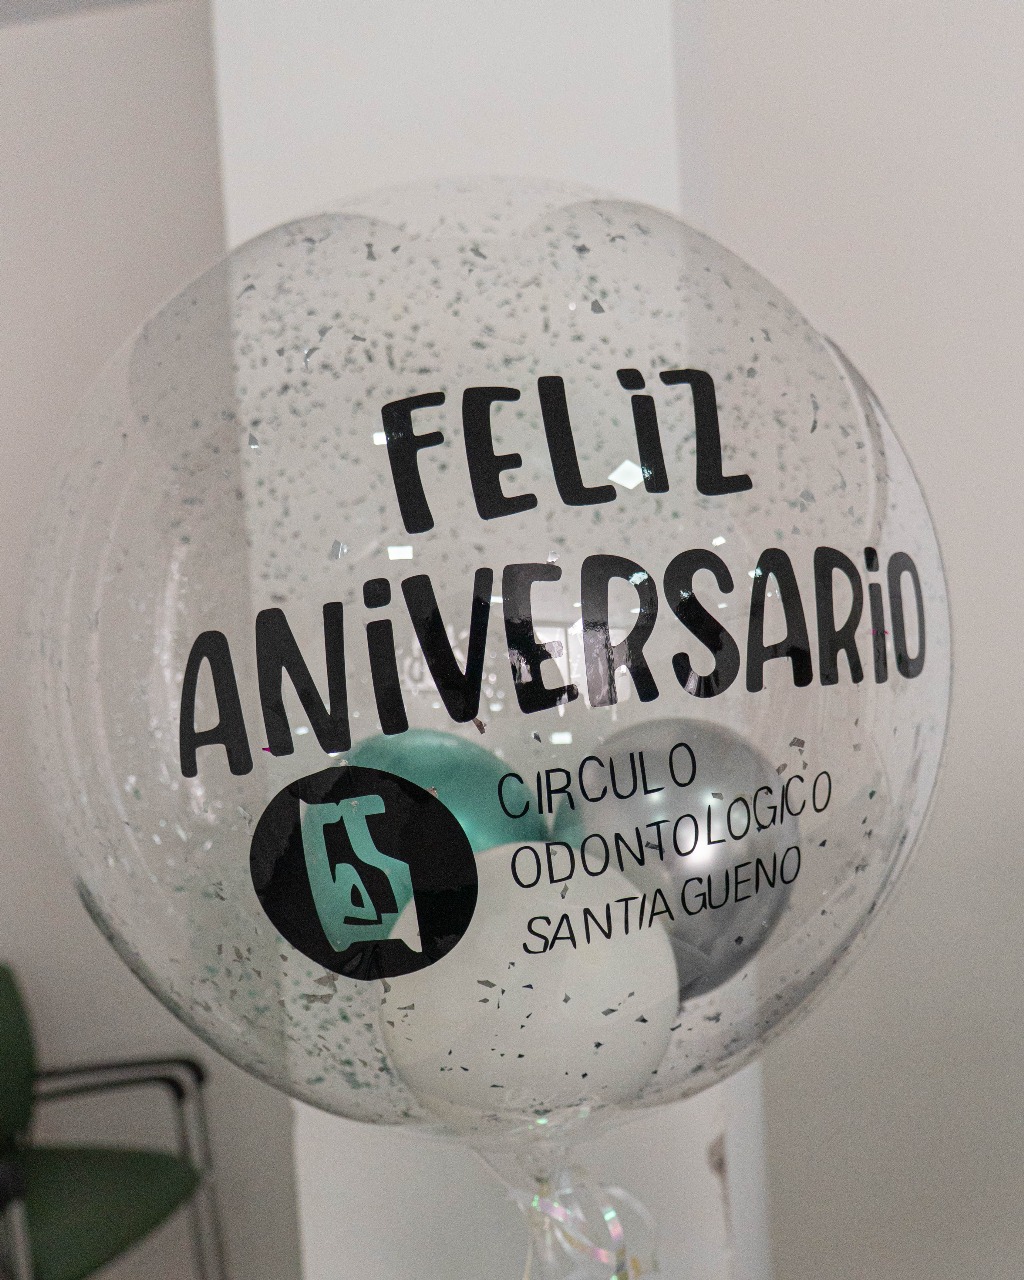 FELiZ
ANiVERSARiO
CIRCULO
ODONTOLOGICO
SANTIAGUENO